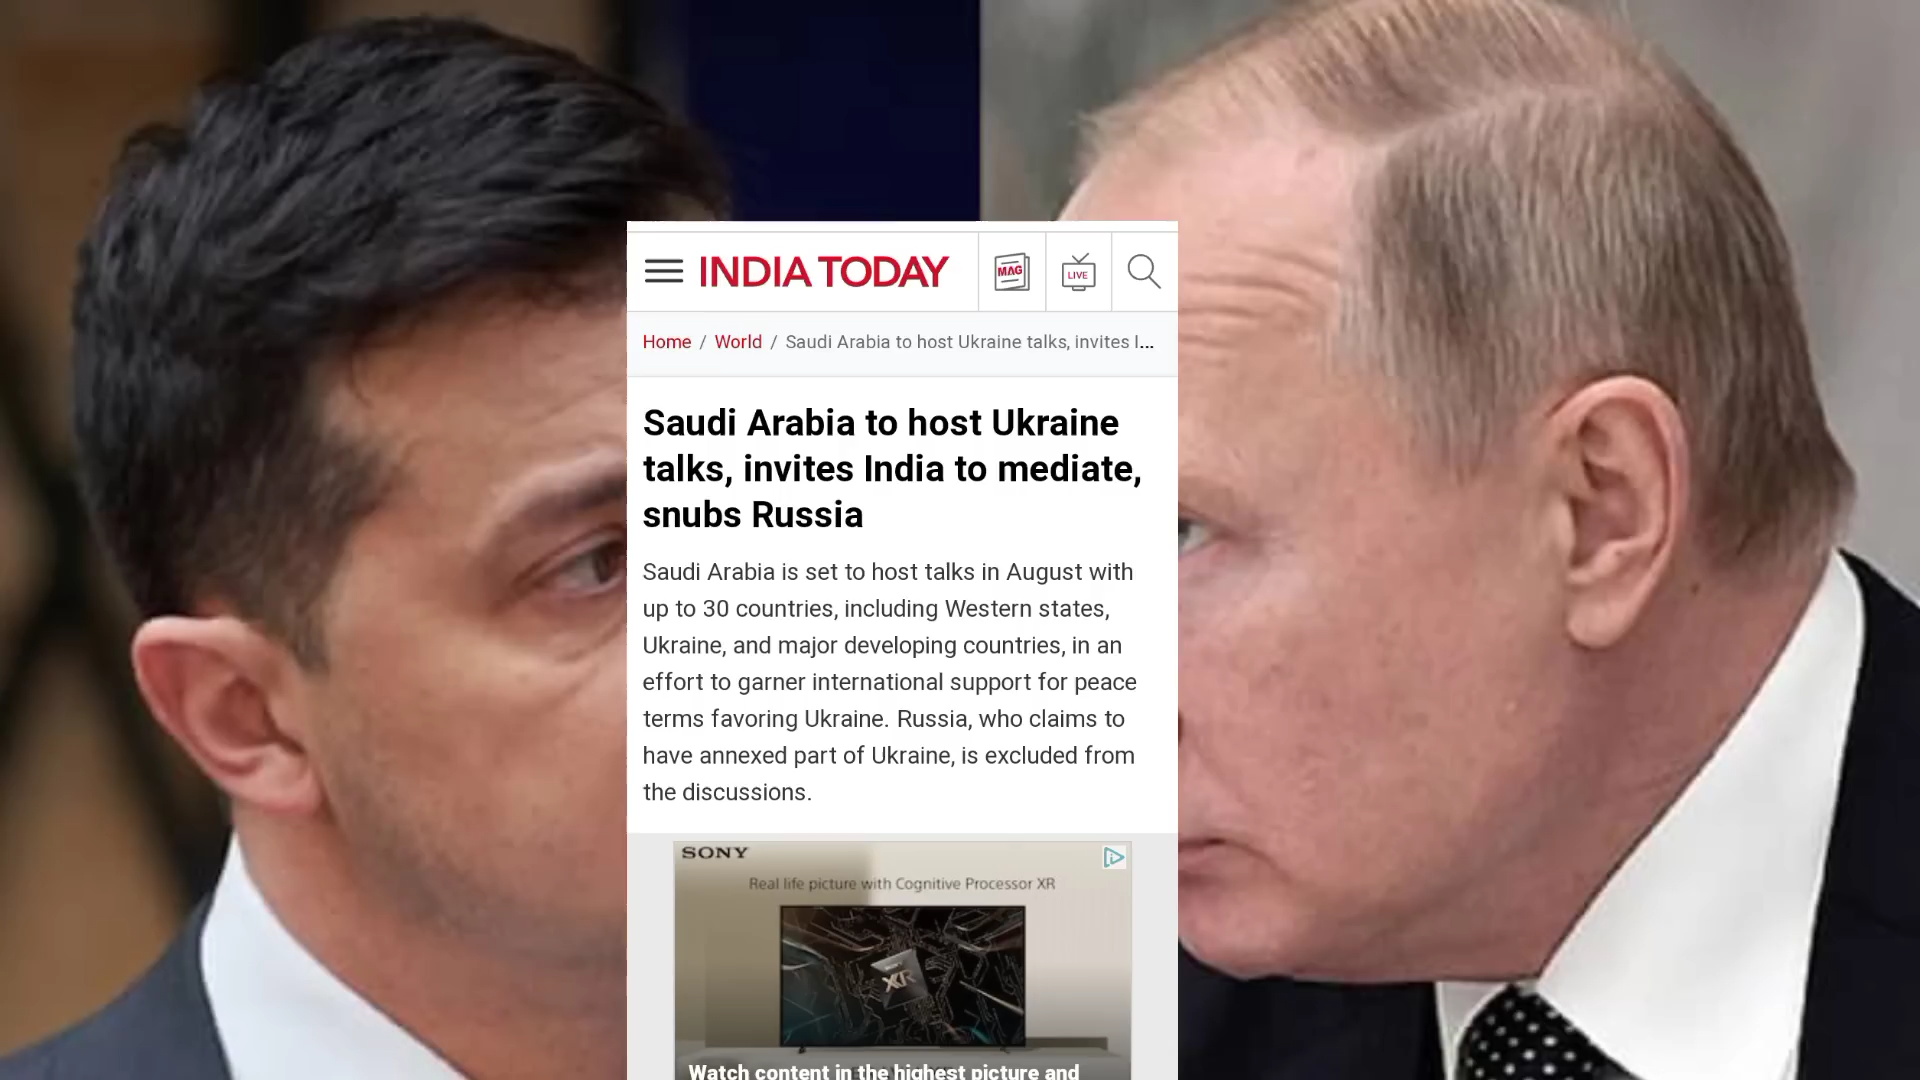 INDIA TODAY
MAG
LIVE
Home / World / Saudi Arabia to host Ukraine talks, invites I...
Saudi Arabia to host Ukraine
talks, invites India to mediate,
snubs Russia
Saudi Arabia is set to host talks in August with
up to 30 countries, including Western states,
Ukraine, and major developing countries, in an
effort to garner international support for peace
terms favoring Ukraine. Russia, who claims to
have annexed part of Ukraine, is excluded from
the discussions.
SONY
Real life picture with Cognitive Processor XR
XR
Watch content in the highest picture and